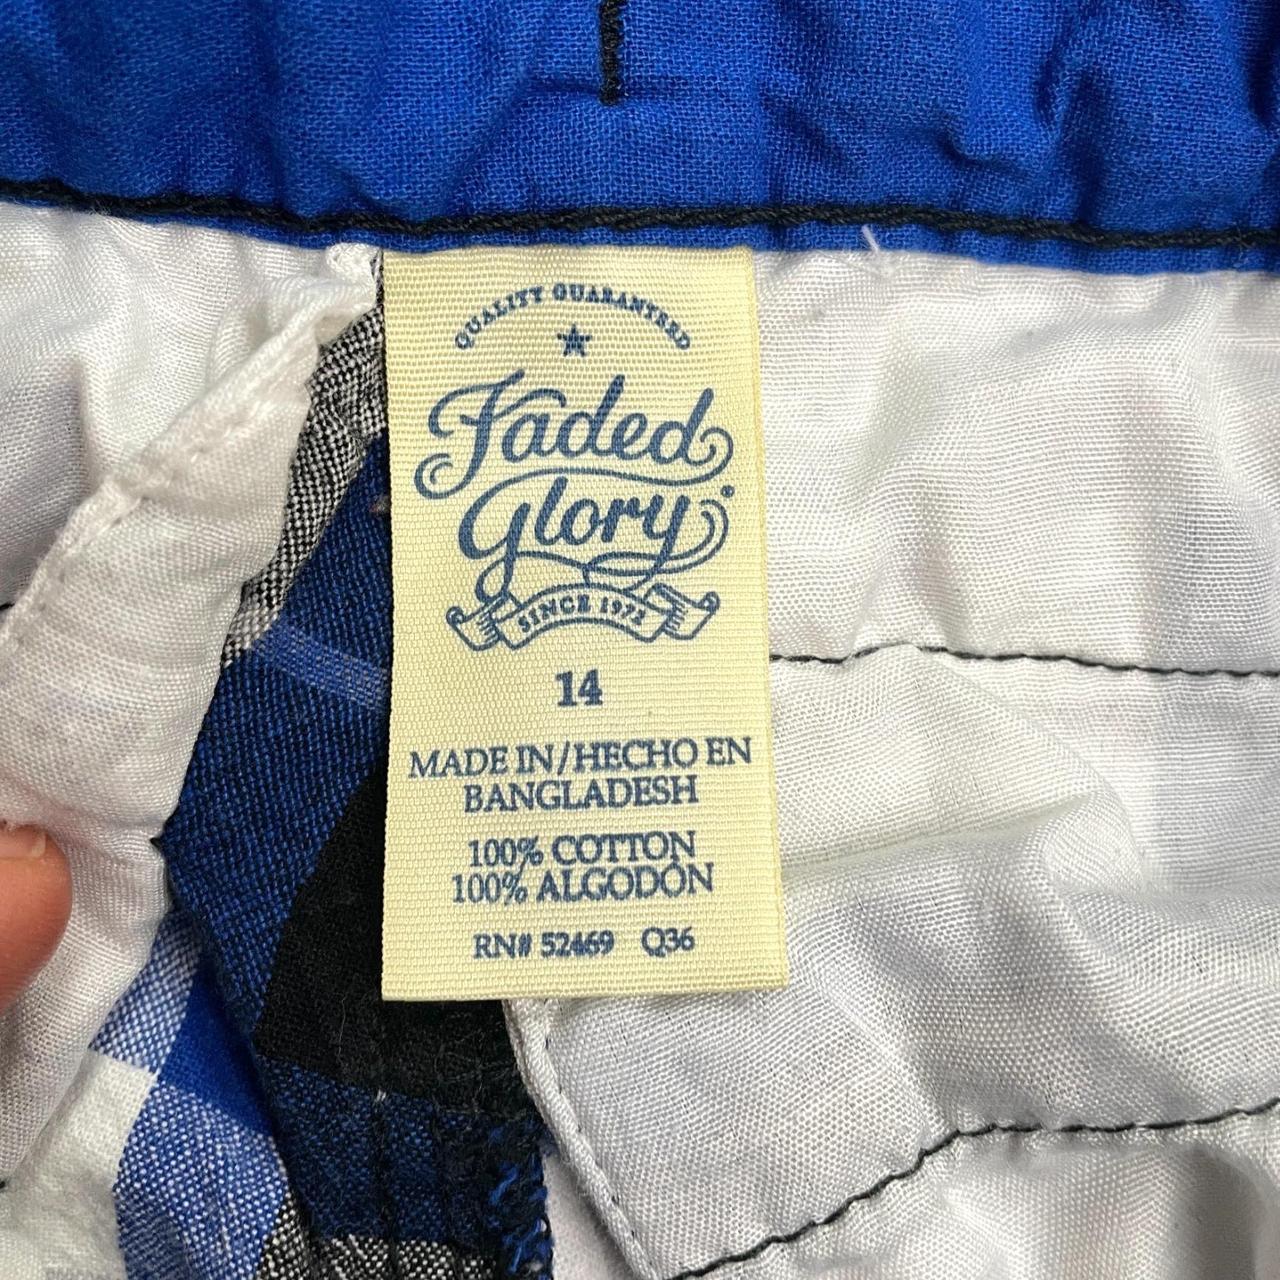 QUALITY GUARANTEED
Faded
Glory
SINCE 1972
14
MADE IN/HECHO EN
BANGLADESH
100% COTTON
100% ALGODÓN
RN# 52469 Q36